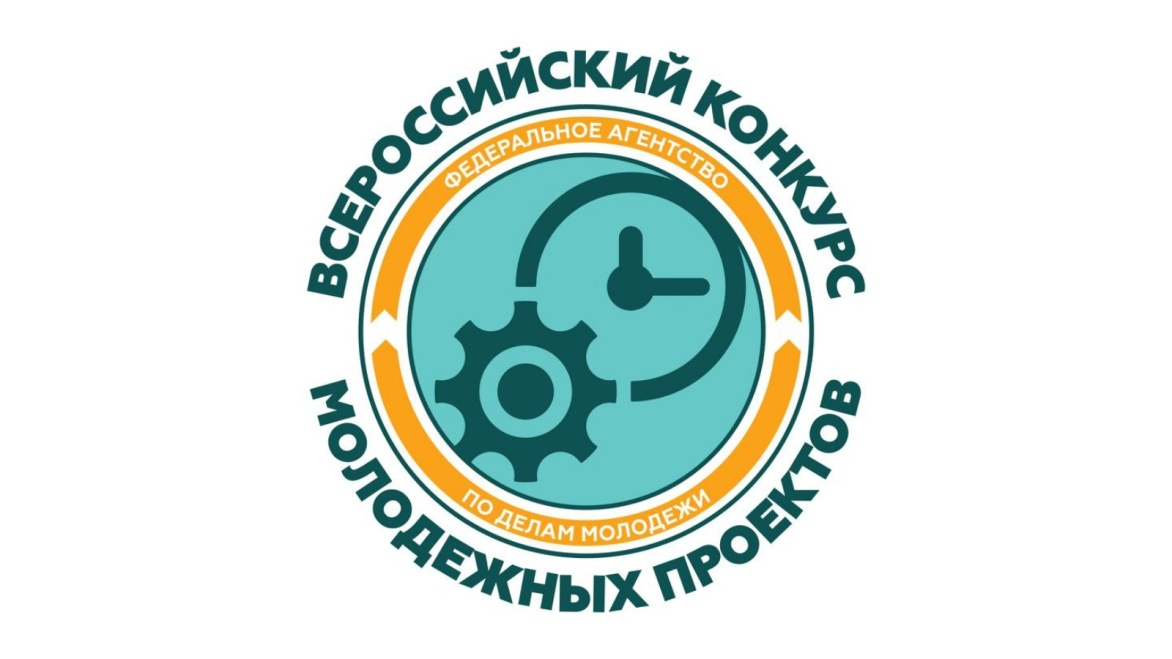 ВСЕРОССИЙСКИЙ КОНКУРС
ФЕДЕРАЛЬНОЕ АГЕНТСТВО
ПО ДЕЛАМ МОЛОДЕЖИ
МОЛОДЕЖНЫХ ПРОЕКТОВ